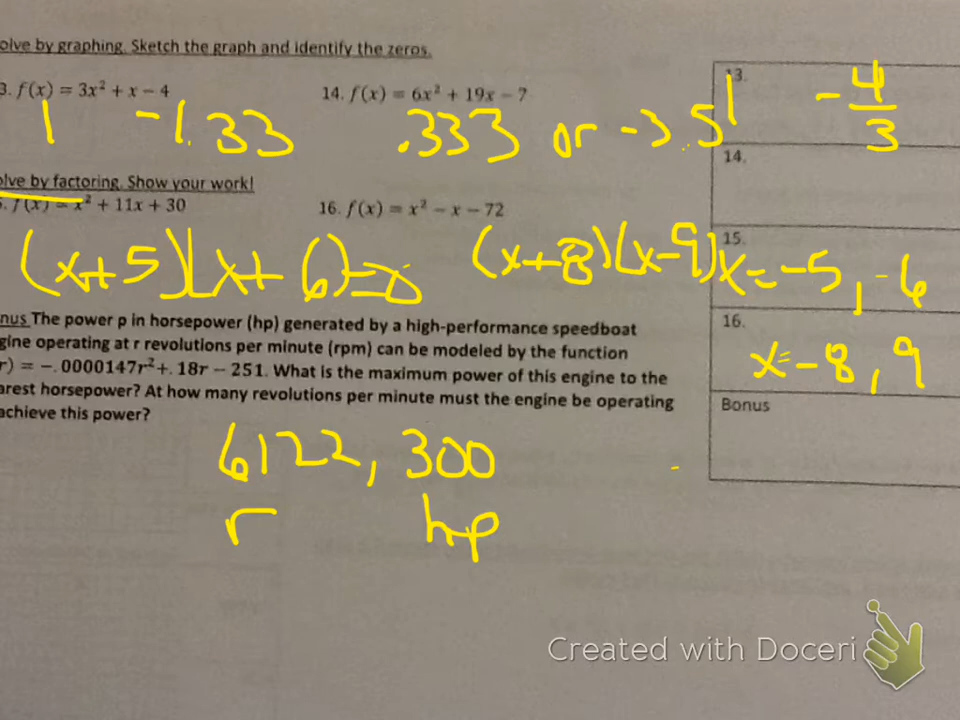 olve by graphing. Sketch the graph and identify the zeros.
3. f(x) = 3x² + x − 4
14. f(x) = 6x² + 19x − 7
1 -1.33
.333 or -3.5
13.
1 -4/3
14.
olve by factoring. Show your work!
5. f(x) = x² + 11x + 30
16. f(x) = x² − x − 72
(x+5)(x+6)=0
(x+8)(x-9)
15.
x=-5, -6
16.
x=-8, 9
nus The power p in horsepower (hp) generated by a high-performance speedboat
gine operating at r revolutions per minute (rpm) can be modeled by the function
r) = −.0000147r²+.18r − 251. What is the maximum power of this engine to the
arest horsepower? At how many revolutions per minute must the engine be operating
achieve this power?
Bonus
6122, 300
r hp
Created with Doceri